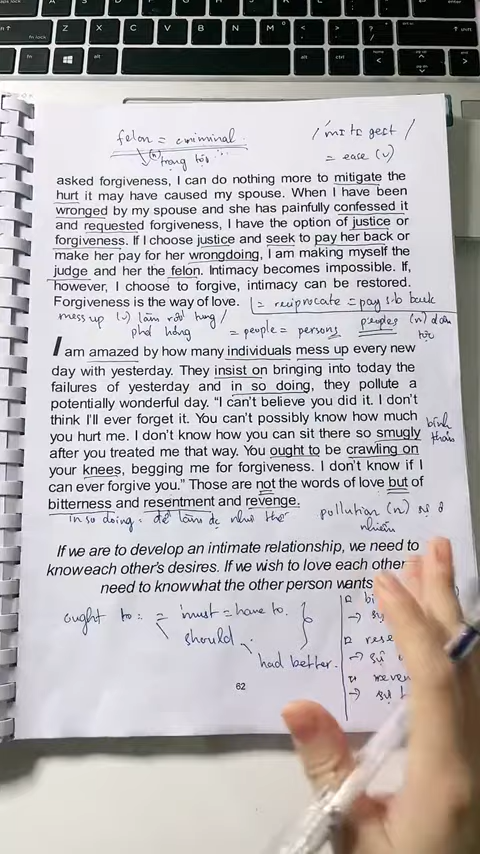 felon = criminal
(n) trọng tội
/ˈmɪtɪgeɪt/
= ease (v)
asked forgiveness, I can do nothing more to mitigate the
hurt it may have caused my spouse. When I have been
wronged by my spouse and she has painfully confessed it
and requested forgiveness, I have the option of justice or
forgiveness. If I choose justice and seek to pay her back or
make her pay for her wrongdoing, I am making myself the
judge and her the felon. Intimacy becomes impossible. If,
however, I choose to forgive, intimacy can be restored.
Forgiveness is the way of love.
= reciprocate = pay s.b back
mess up (v) làm rối tung /
phá hỏng
= people = persons
peoples (n) dân
tộc
I am amazed by how many individuals mess up every new
day with yesterday. They insist on bringing into today the
failures of yesterday and in so doing, they pollute a
potentially wonderful day. “I can't believe you did it. I don't
think I'll ever forget it. You can't possibly know how much
you hurt me. I don't know how you can sit there so smugly
after you treated me that way. You ought to be crawling on
your knees, begging me for forgiveness. I don't know if I
can ever forgive you.” Those are the words not of love but of
bitterness and resentment and revenge.
In so doing: để làm đc như thế
pollution (n) sự ô
nhiễm
If we are to develop an intimate relationship, we need to
know each other's desires. If we wish to love each other
need to know what the other person wants
ought to: = must = have to.
should
had better.
62